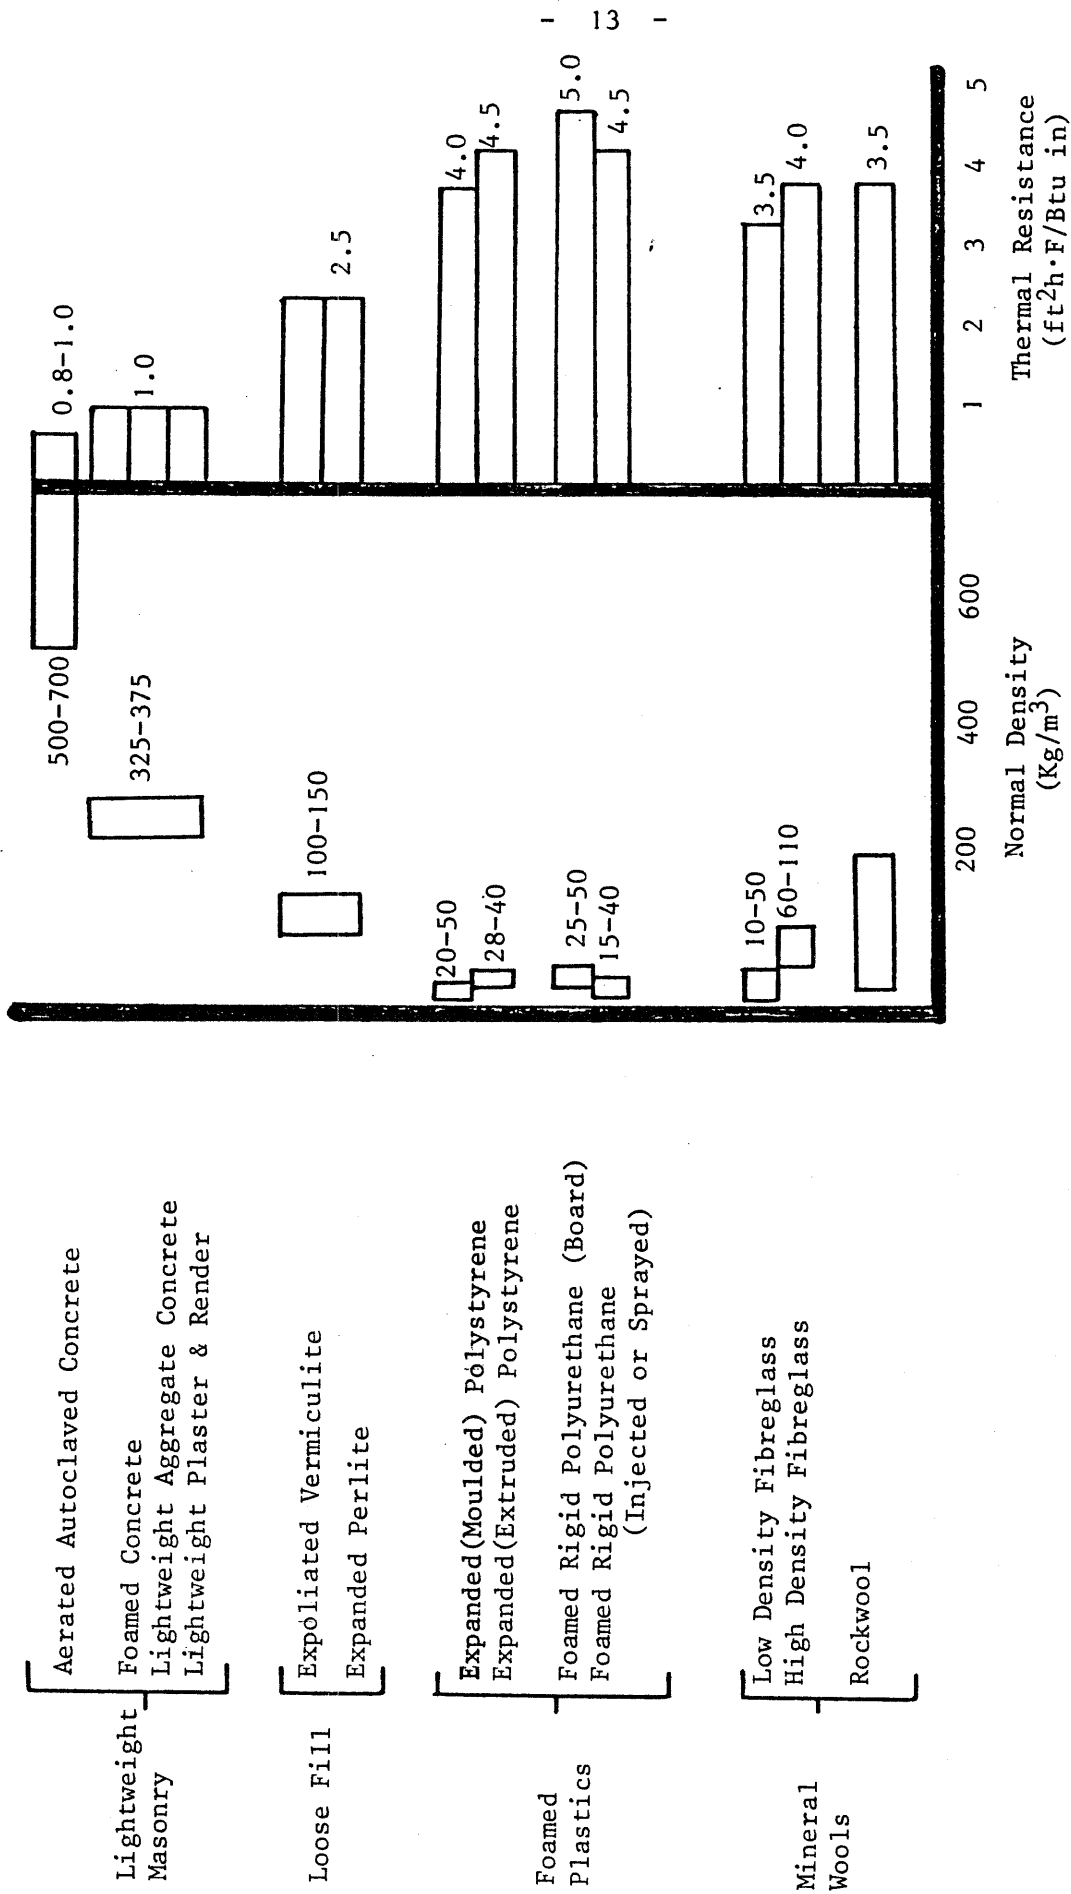 - 13 -
Lightweight
Masonry
Aerated Autoclaved Concrete
500-700
0.8-1.0
Foamed Concrete
Lightweight Aggregate Concrete
Lightweight Plaster & Render
325-375
1.0
Loose Fill
Expoliated Vermiculite
Expanded Perlite
100-150
2.5
Foamed
Plastics
Expanded(Moulded) Polystyrene
Expanded(Extruded) Polystyrene
20-50
28-40
4.0
4.5
Foamed Rigid Polyurethane (Board)
Foamed Rigid Polyurethane
(Injected or Sprayed)
25-50
15-40
5.0
4.5
Mineral
Wools
Low Density Fibreglass
High Density Fibreglass
10-50
60-110
3.5
4.0
Rockwool
3.5
200 400 600
1 2 3 4 5
Normal Density
(Kg/m³)
Thermal Resistance
(ft²h·F/Btu in)